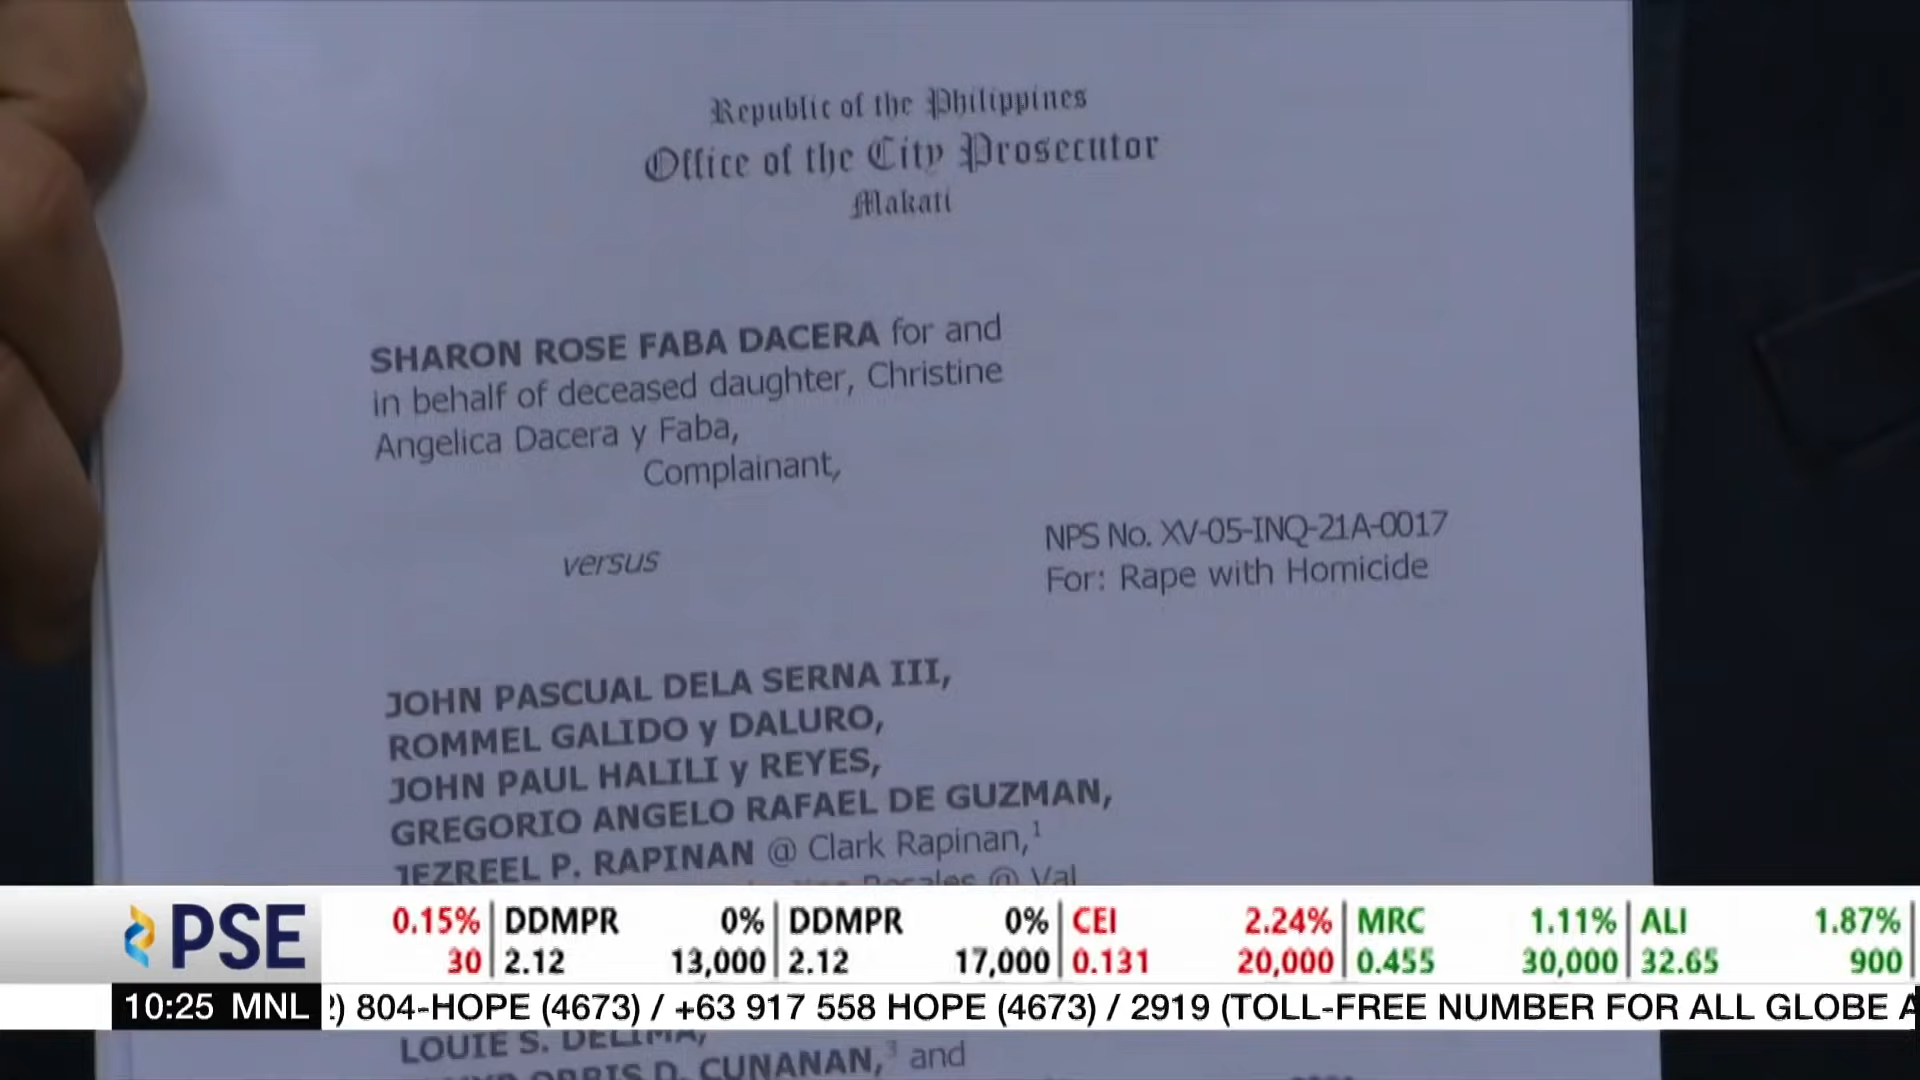 Republic of the Philippines
Office of the City Prosecutor
Makati
SHARON ROSE FABA DACERA for and
in behalf of deceased daughter, Christine
Angelica Dacera y Faba,
Complainant,
versus
NPS No. XV-05-INQ-21A-0017
For: Rape with Homicide
JOHN PASCUAL DELA SERNA III,
ROMMEL GALIDO y DALURO,
JOHN PAUL HALILI y REYES,
GREGORIO ANGELO RAFAEL DE GUZMAN,
JEZREEL P. RAPINAN @ Clark Rapinan,¹
Rosales @ Val
PSE
0.15% DDMPR 0% DDMPR 0% CEI 2.24% MRC 1.11% ALI 1.87%
30 2.12 13,000 2.12 17,000 0.131 20,000 0.455 30,000 32.65 900
10:25 MNL 2) 804-HOPE (4673) / +63 917 558 HOPE (4673) / 2919 (TOLL-FREE NUMBER FOR ALL GLOBE
LOUIE S. DELIMA,
D. CUNANAN,³ and